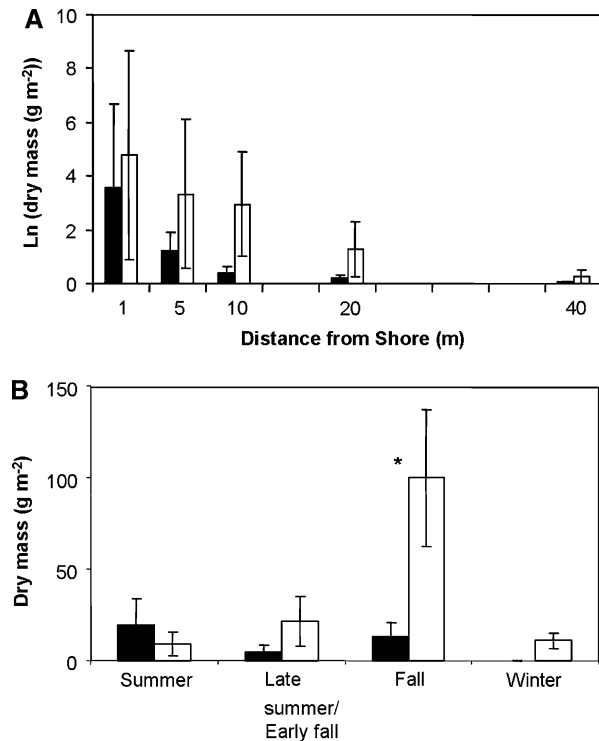 A
10
8
6
4
2
0
Ln (dry mass (g m-2))
1 5 10 20 40
Distance from Shore (m)
B
150
100
50
0
Dry mass (g m-2)
*
Summer Late summer/ Early fall Fall Winter